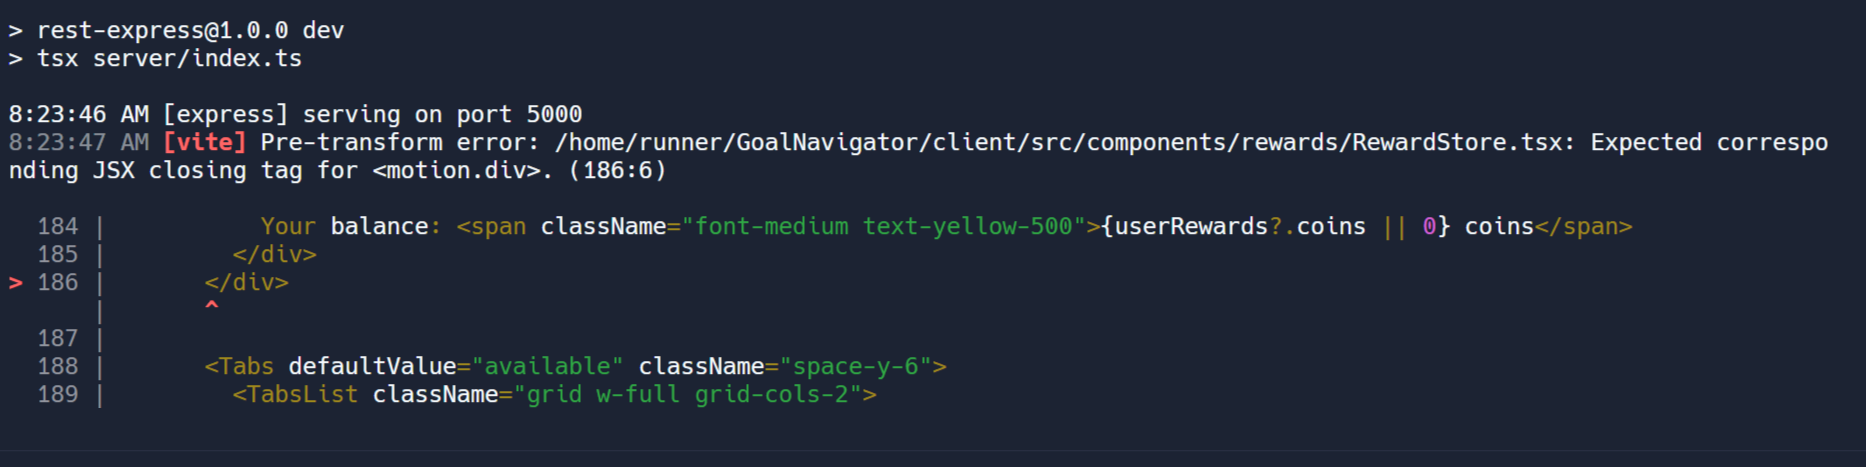 > rest-express@1.0.0 dev
> tsx server/index.ts
8:23:46 AM [express] serving on port 5000
8:23:47 AM [vite] Pre-transform error: /home/runner/GoalNavigator/client/src/components/rewards/RewardStore.tsx: Expected correspo
nding JSX closing tag for <motion.div>. (186:6)
184 |           Your balance: <span className="font-medium text-yellow-500">{userRewards?.coins || 0} coins</span>
185 |         </div>
> 186 |       </div>
|       ^
187 |
188 |       <Tabs defaultValue="available" className="space-y-6">
189 |         <TabsList className="grid w-full grid-cols-2">